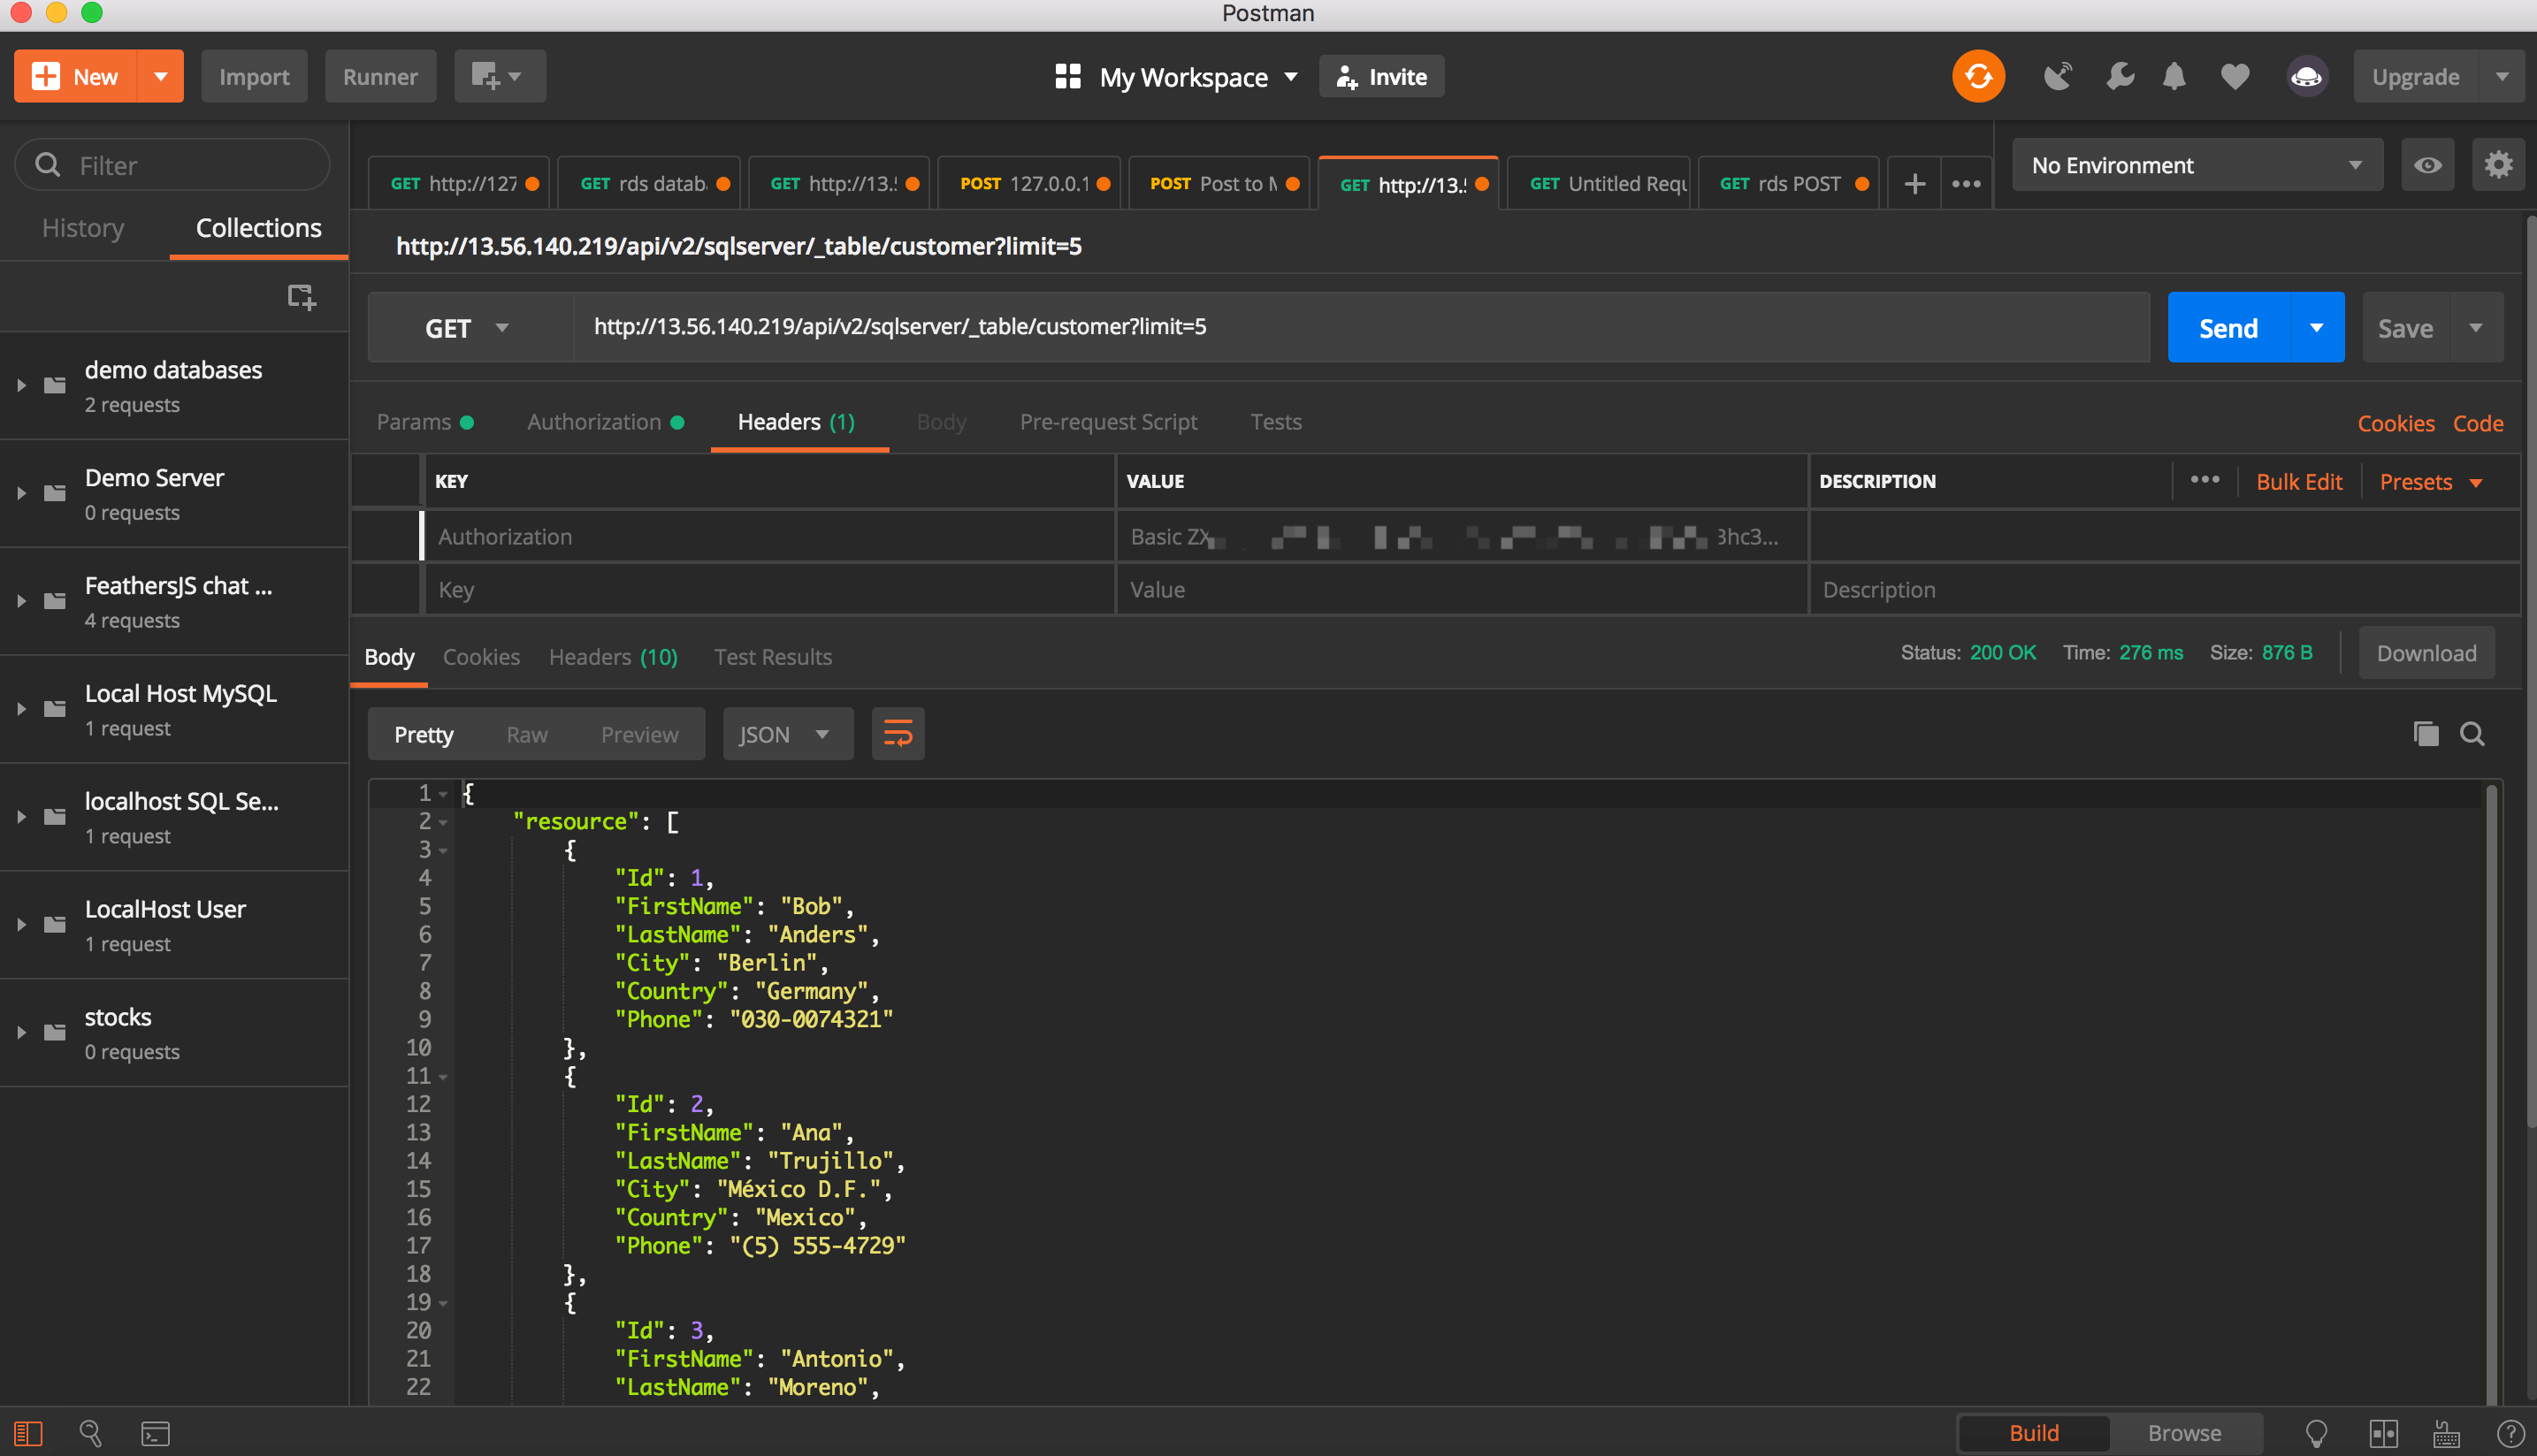 Postman
New
Import
Runner
My Workspace
Invite
Upgrade
Filter
History
Collections
demo databases
2 requests
Demo Server
0 requests
FeathersJS chat ...
4 requests
Local Host MySQL
1 request
localhost SQL Se...
1 request
LocalHost User
1 request
stocks
0 requests
GET http://127
GET rds datab
GET http://13.
POST 127.0.0.1
POST Post to
GET http://13.
GET Untitled Requ
GET rds POST
No Environment
http://13.56.140.219/api/v2/sqlserver/_table/customer?limit=5
GET
http://13.56.140.219/api/v2/sqlserver/_table/customer?limit=5
Send
Save
Params
Authorization
Headers (1)
Body
Pre-request Script
Tests
Cookies
Code
KEY
VALUE
DESCRIPTION
Bulk Edit
Presets
Authorization
Basic ZX 3hc3...
Key
Value
Description
Body
Cookies
Headers (10)
Test Results
Status: 200 OK
Time: 276 ms
Size: 876 B
Download
Pretty
Raw
Preview
JSON
1 {
2 "resource": [
3 {
4 "Id": 1,
5 "FirstName": "Bob",
6 "LastName": "Anders",
7 "City": "Berlin",
8 "Country": "Germany",
9 "Phone": "030-0074321"
10 },
11 {
12 "Id": 2,
13 "FirstName": "Ana",
14 "LastName": "Trujillo",
15 "City": "México D.F.",
16 "Country": "Mexico",
17 "Phone": "(5) 555-4729"
18 },
19 {
20 "Id": 3,
21 "FirstName": "Antonio",
22 "LastName": "Moreno",
Build
Browse